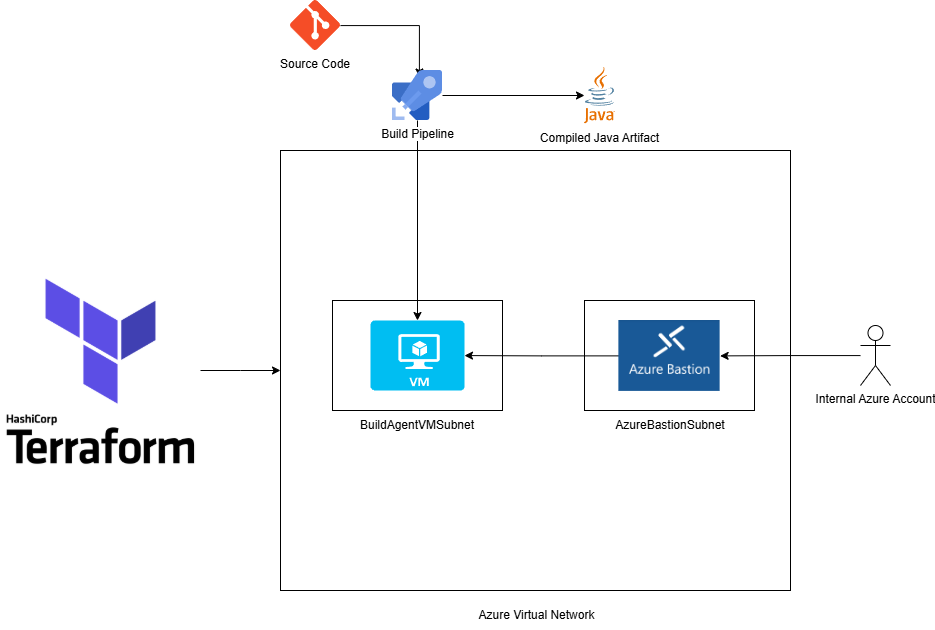 Source Code
Build Pipeline
Java
Compiled Java Artifact
HashiCorp
Terraform
VM
Azure Bastion
BuildAgentVMSubnet
AzureBastionSubnet
Internal Azure Account
Azure Virtual Network